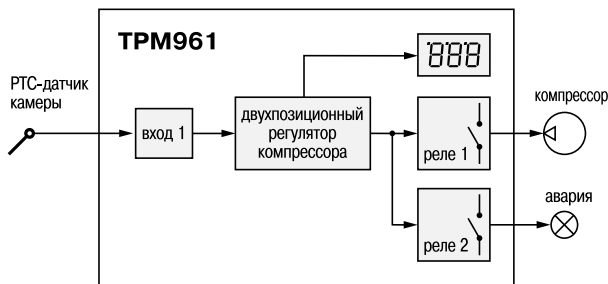 ТРМ961
888
РТС-датчик
камеры
вход 1
двухпозиционный
регулятор
компрессора
реле 1
компрессор
реле 2
авария